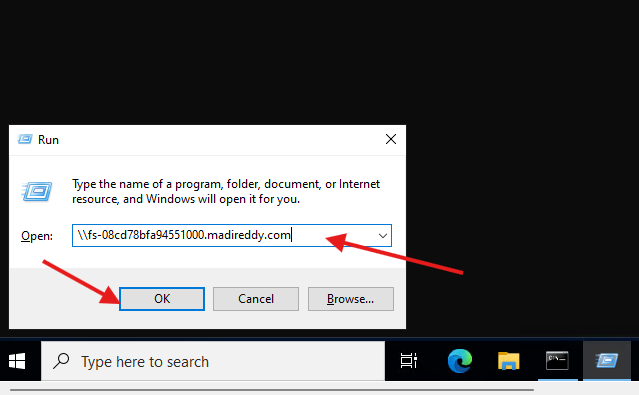 Run
Type the name of a program, folder, document, or Internet
resource, and Windows will open it for you.
Open: \\fs-08cd78bfa94551000.madireddy.com
OK Cancel Browse...
Type here to search